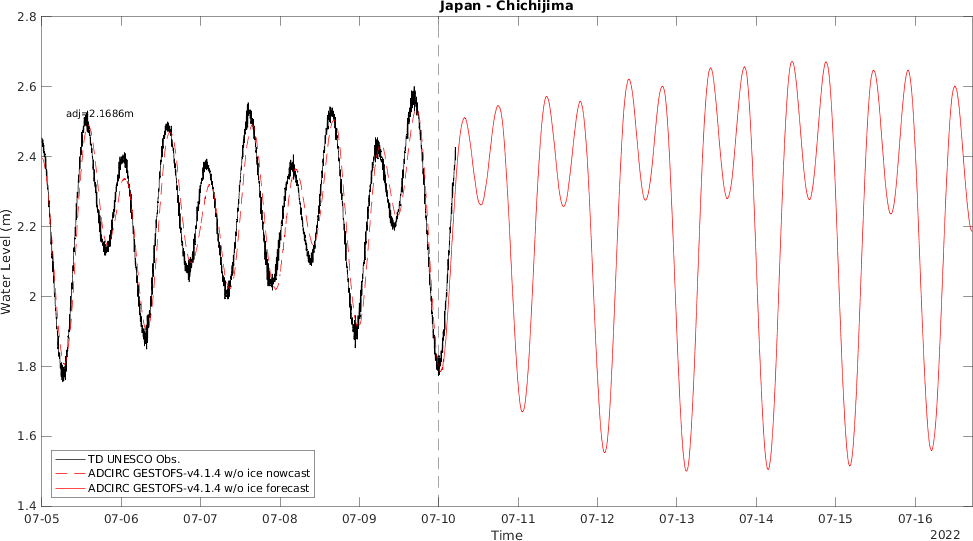 Japan - Chichijima
2.8
2.6
2.4
2.2
2
1.8
1.6
1.4
Water Level (m)
adj=2.1686m
TD UNESCO Obs.
ADCIRC GESTOFS-v4.1.4 w/o ice nowcast
ADCIRC GESTOFS-v4.1.4 w/o ice forecast
07-05 07-06 07-07 07-08 07-09 07-10 07-11 07-12 07-13 07-14 07-15 07-16
Time
2022